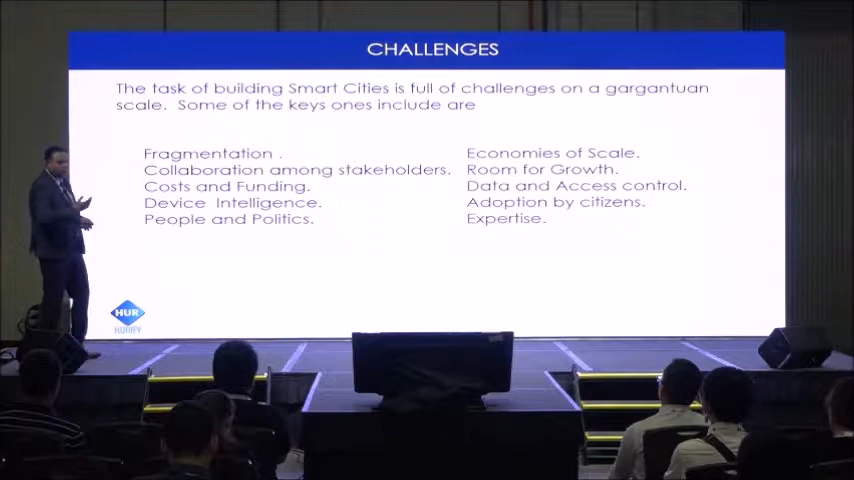 CHALLENGES
The task of building Smart Cities is full of challenges on a gargantuan
scale. Some of the keys ones include are
Fragmentation .
Collaboration among stakeholders.
Costs and Funding.
Device Intelligence.
People and Politics.
Economies of Scale.
Room for Growth.
Data and Access control.
Adoption by citizens.
Expertise.
HUR
HURIFY